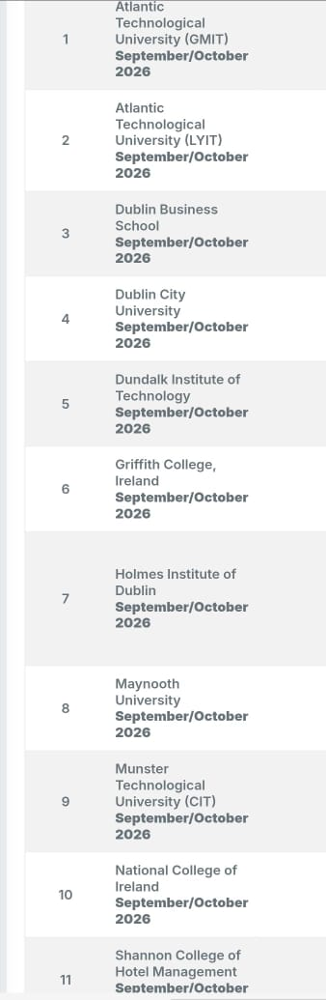 Atlantic
Technological
1
University (GMIT)
September/October
2026
Atlantic
Technological
2
University (LYIT)
September/October
2026
Dublin Business
School
3
September/October
2026
Dublin City
University
4
September/October
2026
Dundalk Institute of
Technology
5
September/October
2026
Griffith College,
Ireland
6
September/October
2026
Holmes Institute of
Dublin
7
September/October
2026
Maynooth
University
8
September/October
2026
Munster
Technological
9
University (CIT)
September/October
2026
National College of
Ireland
10
September/October
2026
Shannon College of
Hotel Management
11
September/October